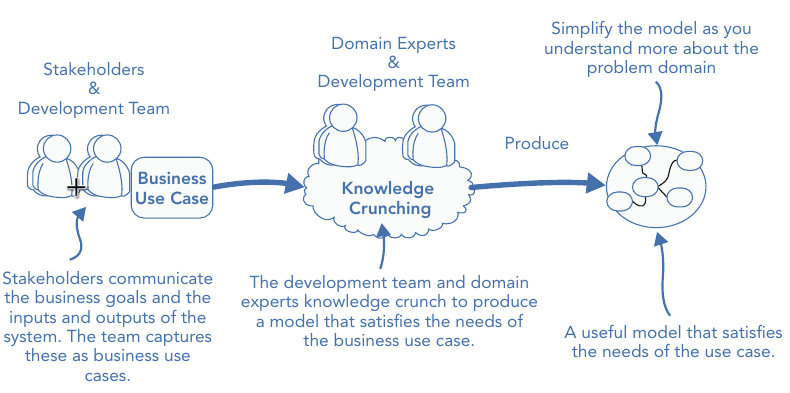 Stakeholders
&
Development Team
Business
Use Case
Stakeholders communicate
the business goals and the
inputs and outputs of the
system. The team captures
these as business use
cases.
Domain Experts
&
Development Team
Knowledge
Crunching
The development team and domain
experts knowledge crunch to produce
a model that satisfies the needs of
the business use case.
Produce
Simplify the model as you
understand more about the
problem domain
A useful model that satisfies
the needs of the use case.